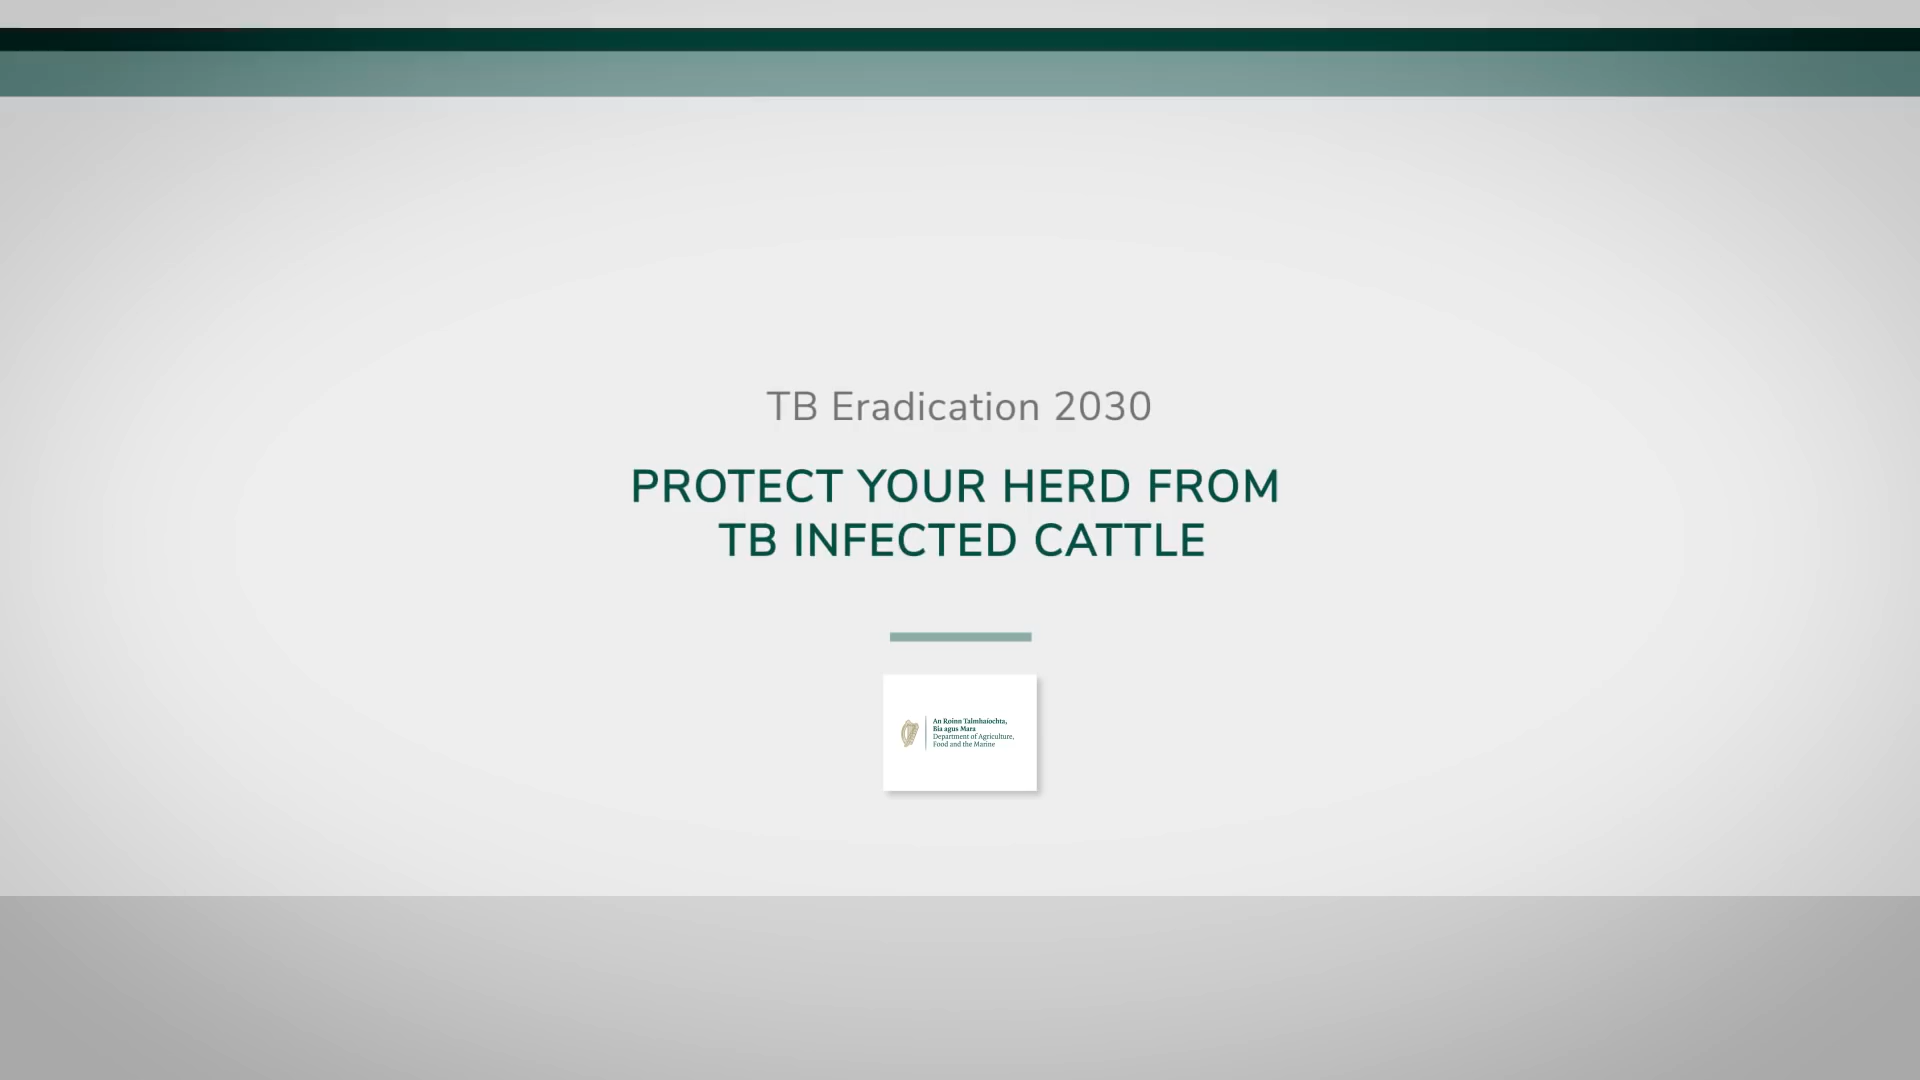 TB Eradication 2030
PROTECT YOUR HERD FROM
TB INFECTED CATTLE
An Roinn Talmhaíochta,
Bia agus Mara
Department of Agriculture,
Food and the Marine